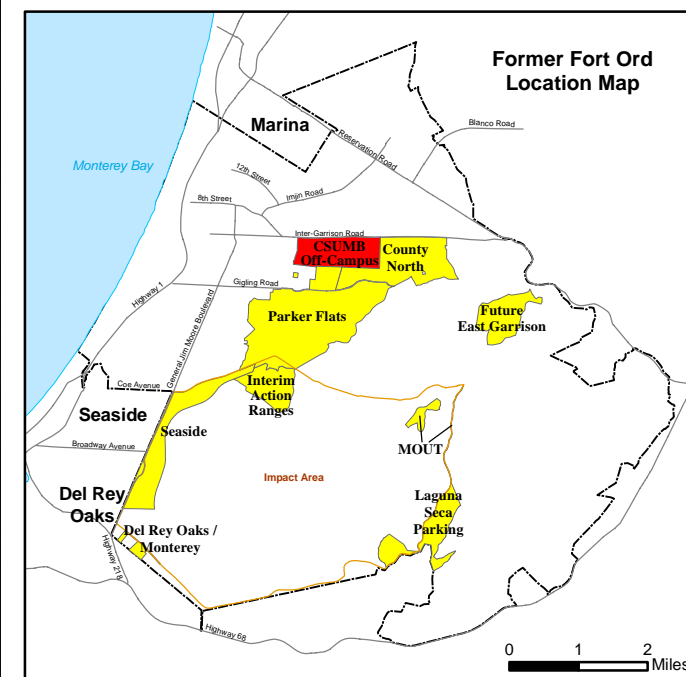 Former Fort Ord
Location Map
Marina
Blanco Road
Reservation Road
Monterey Bay
12th Street
Imjin Road
8th Street
Inter-Garrison Road
CSUMB
Off-Campus
County
North
Gigling Road
Highway 1
General Jim Moore Boulevard
Parker Flats
Future
East Garrison
Coe Avenue
Interim
Action
Ranges
Seaside
Seaside
Broadway Avenue
MOUT
Impact Area
Del Rey
Oaks
Laguna
Seca
Parking
Del Rey Oaks /
Monterey
Highway 218
Highway 68
0 1 2
Miles